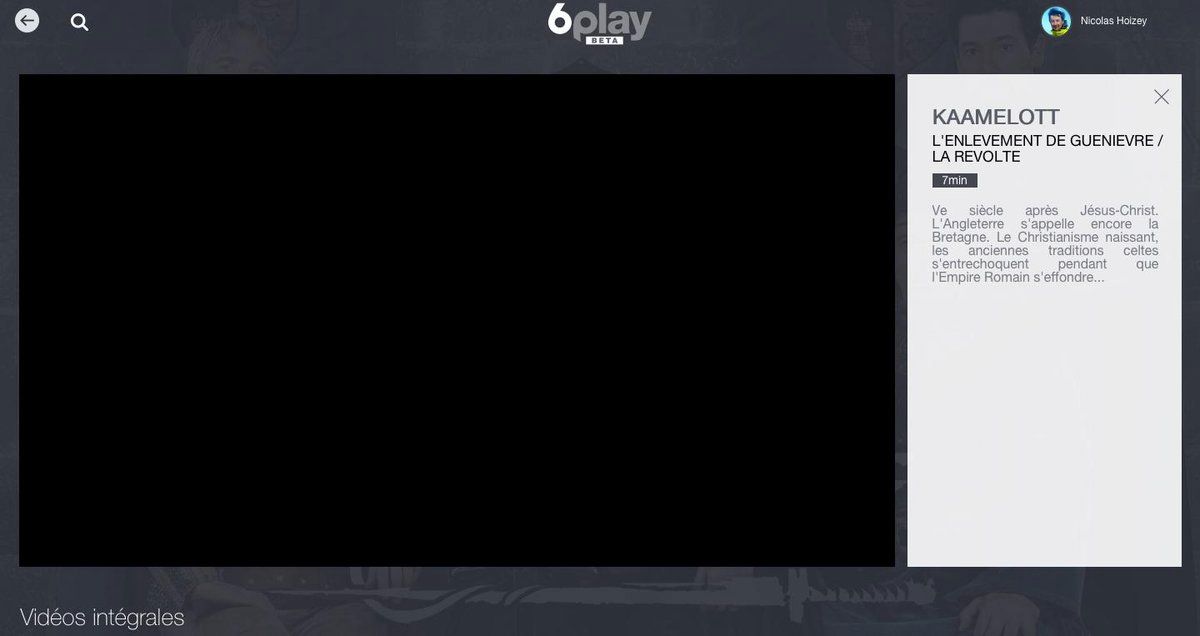 6play
BETA
Nicolas Hoizey
KAAMELOTT
L'ENLEVEMENT DE GUENIEVRE /
LA REVOLTE
7min
Ve siècle après Jésus-Christ.
L'Angleterre s'appelle encore la
Bretagne. Le Christianisme naissant,
les anciennes traditions celtes
s'entrechoquent pendant que
l'Empire Romain s'effondre...
Vidéos intégrales